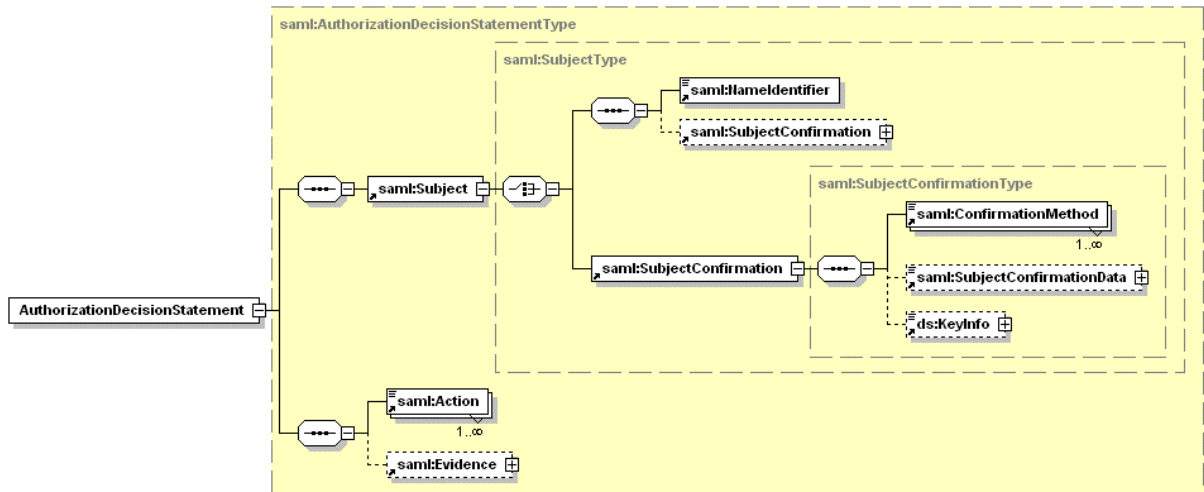 saml:AuthorizationDecisionStatementType
saml:SubjectType
saml:NameIdentifier
saml:SubjectConfirmation
saml:Subject
saml:SubjectConfirmationType
saml:ConfirmationMethod
1..∞
saml:SubjectConfirmation
saml:SubjectConfirmationData
ds:KeyInfo
AuthorizationDecisionStatement
saml:Action
1..∞
saml:Evidence